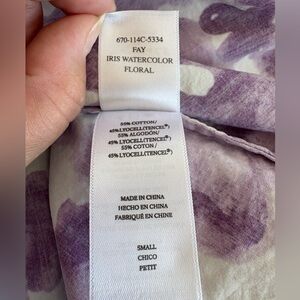 670-114C-5334
FAY
IRIS WATERCOLOR
FLORAL
55% COTTON/
45% LYOCELL(TENCEL®)
55% ALGODÓN/
45% LYOCELL(TENCEL®)
55% COTON/
45% LYOCELL(TENCEL®)
MADE IN CHINA
HECHO EN CHINA
FABRIQUÉ EN CHINE
SMALL
CHICO
PETIT